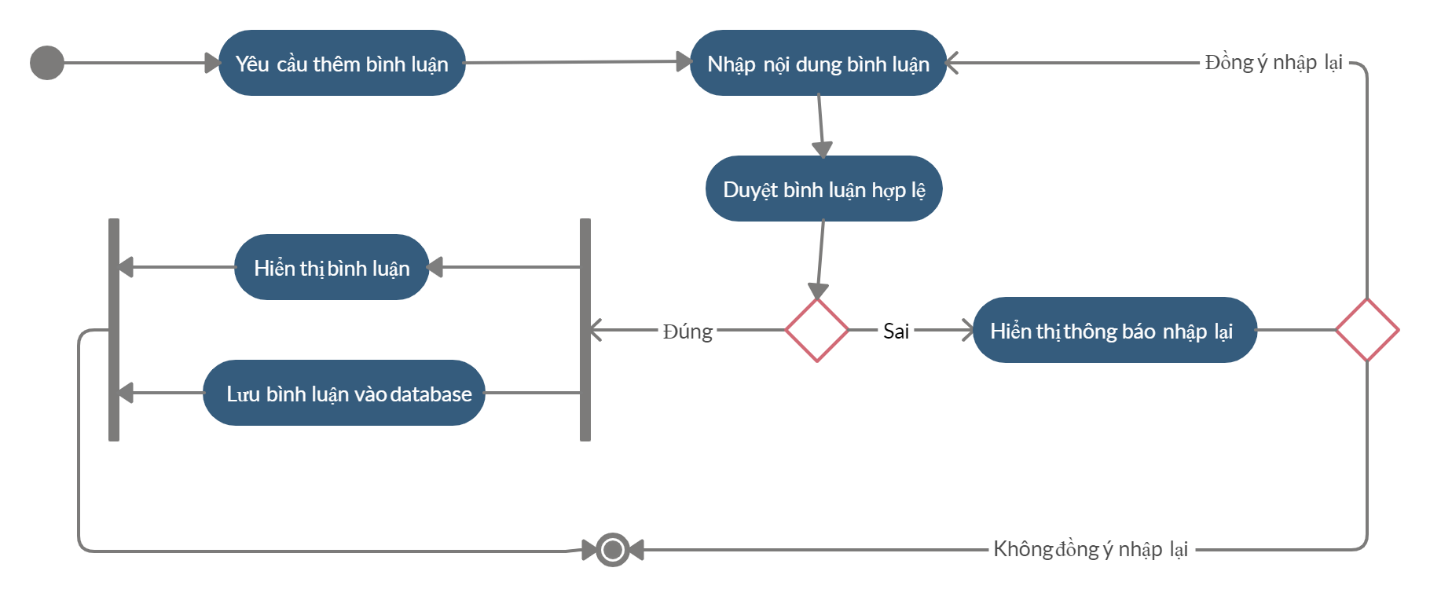 Yêu cầu thêm bình luận
Nhập nội dung bình luận
Đồng ý nhập lại
Duyệt bình luận hợp lệ
Hiển thị bình luận
Đúng
Sai
Hiển thị thông báo nhập lại
Lưu bình luận vào database
Không đồng ý nhập lại